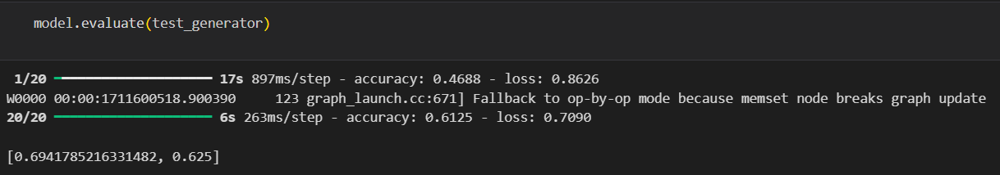 model.evaluate(test_generator)
1/20 17s 897ms/step - accuracy: 0.4688 - loss: 0.8626
W0000 00:00:1711600518.900390 123 graph_launch.cc:671] Fallback to op-by-op mode because memset node breaks graph update
20/20 6s 263ms/step - accuracy: 0.6125 - loss: 0.7090
[0.6941785216331482, 0.625]